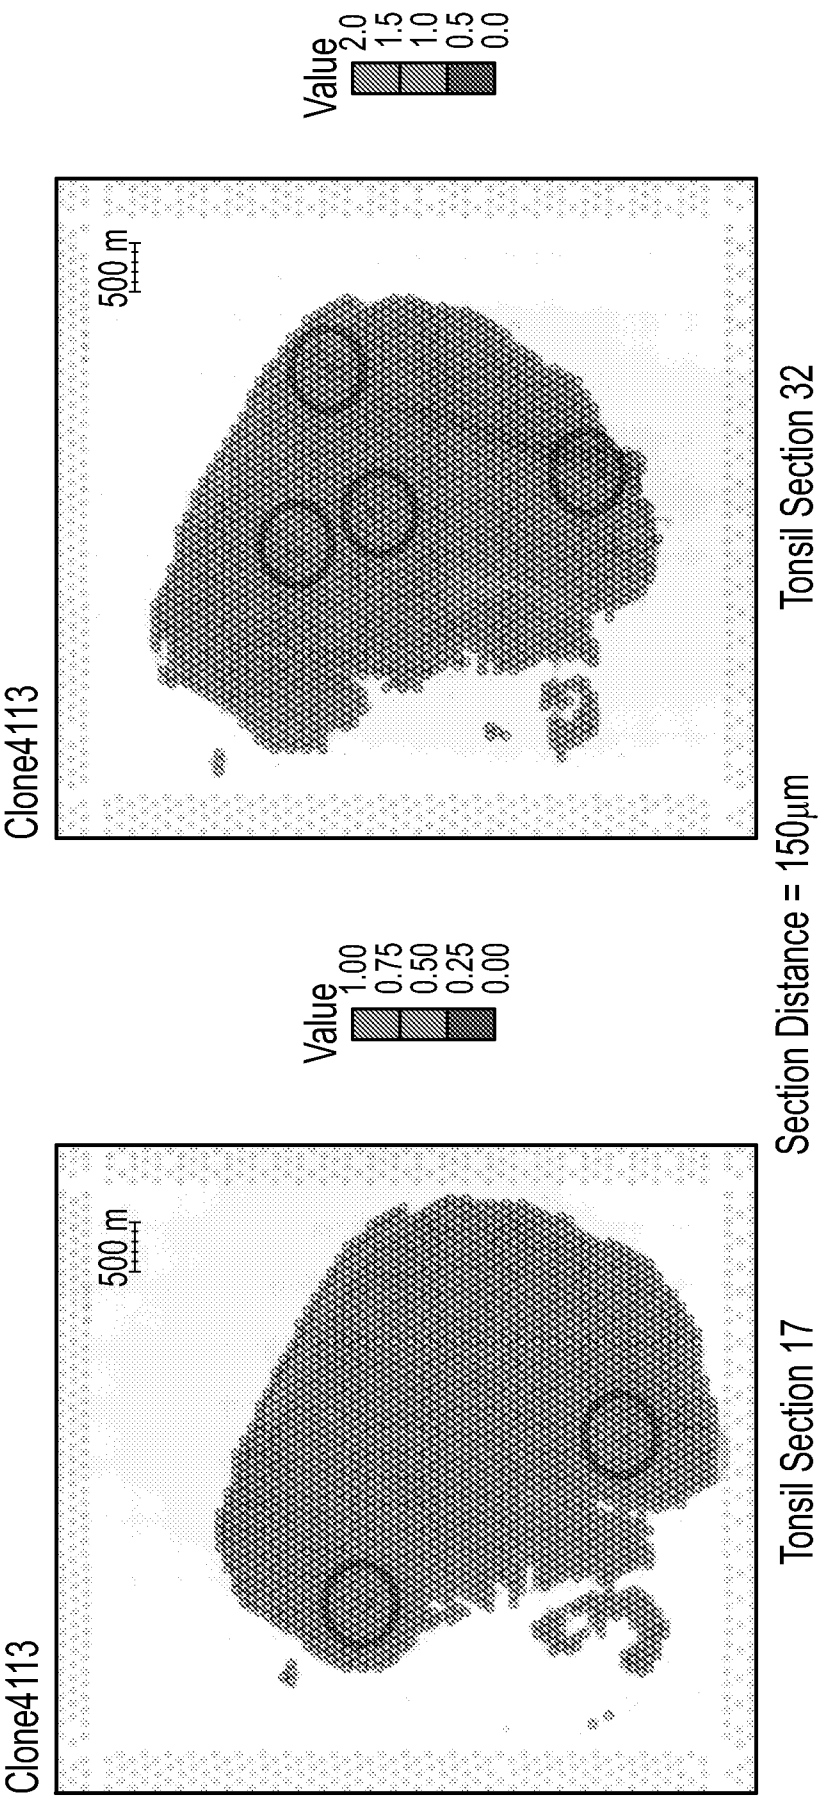 Clone4113
500 m
Value
1.00
0.75
0.50
0.25
0.00
Tonsil Section 17
Section Distance = 150μm
Clone4113
500 m
Value
2.0
1.5
1.0
0.5
0.0
Tonsil Section 32